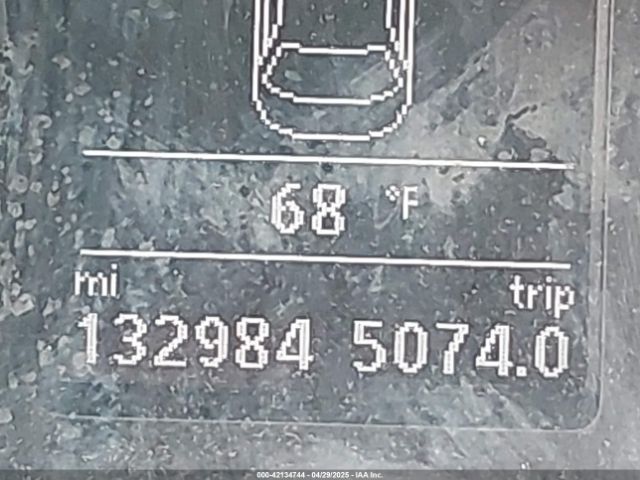 68 °F
mi trip
132984 5074.0
000-42134744 - 04/29/2025 - IAA Inc.